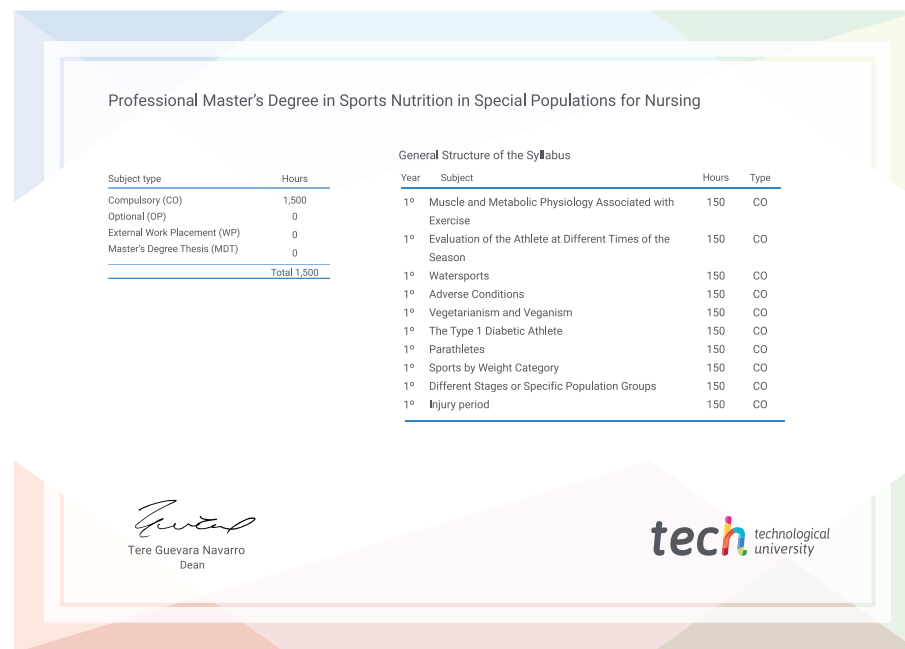 Professional Master's Degree in Sports Nutrition in Special Populations for Nursing
General Structure of the Syllabus
Subject type Hours
Compulsory (CO) 1,500
Optional (OP) 0
External Work Placement (WP) 0
Master's Degree Thesis (MDT) 0
Total 1,500
Year Subject Hours Type
1º Muscle and Metabolic Physiology Associated with 150 CO
Exercise
1º Evaluation of the Athlete at Different Times of the 150 CO
Season
1º Watersports 150 CO
1º Adverse Conditions 150 CO
1º Vegetarianism and Veganism 150 CO
1º The Type 1 Diabetic Athlete 150 CO
1º Parathletes 150 CO
1º Sports by Weight Category 150 CO
1º Different Stages or Specific Population Groups 150 CO
1º Injury period 150 CO
Tere Guevara Navarro
Dean
tech technological
university